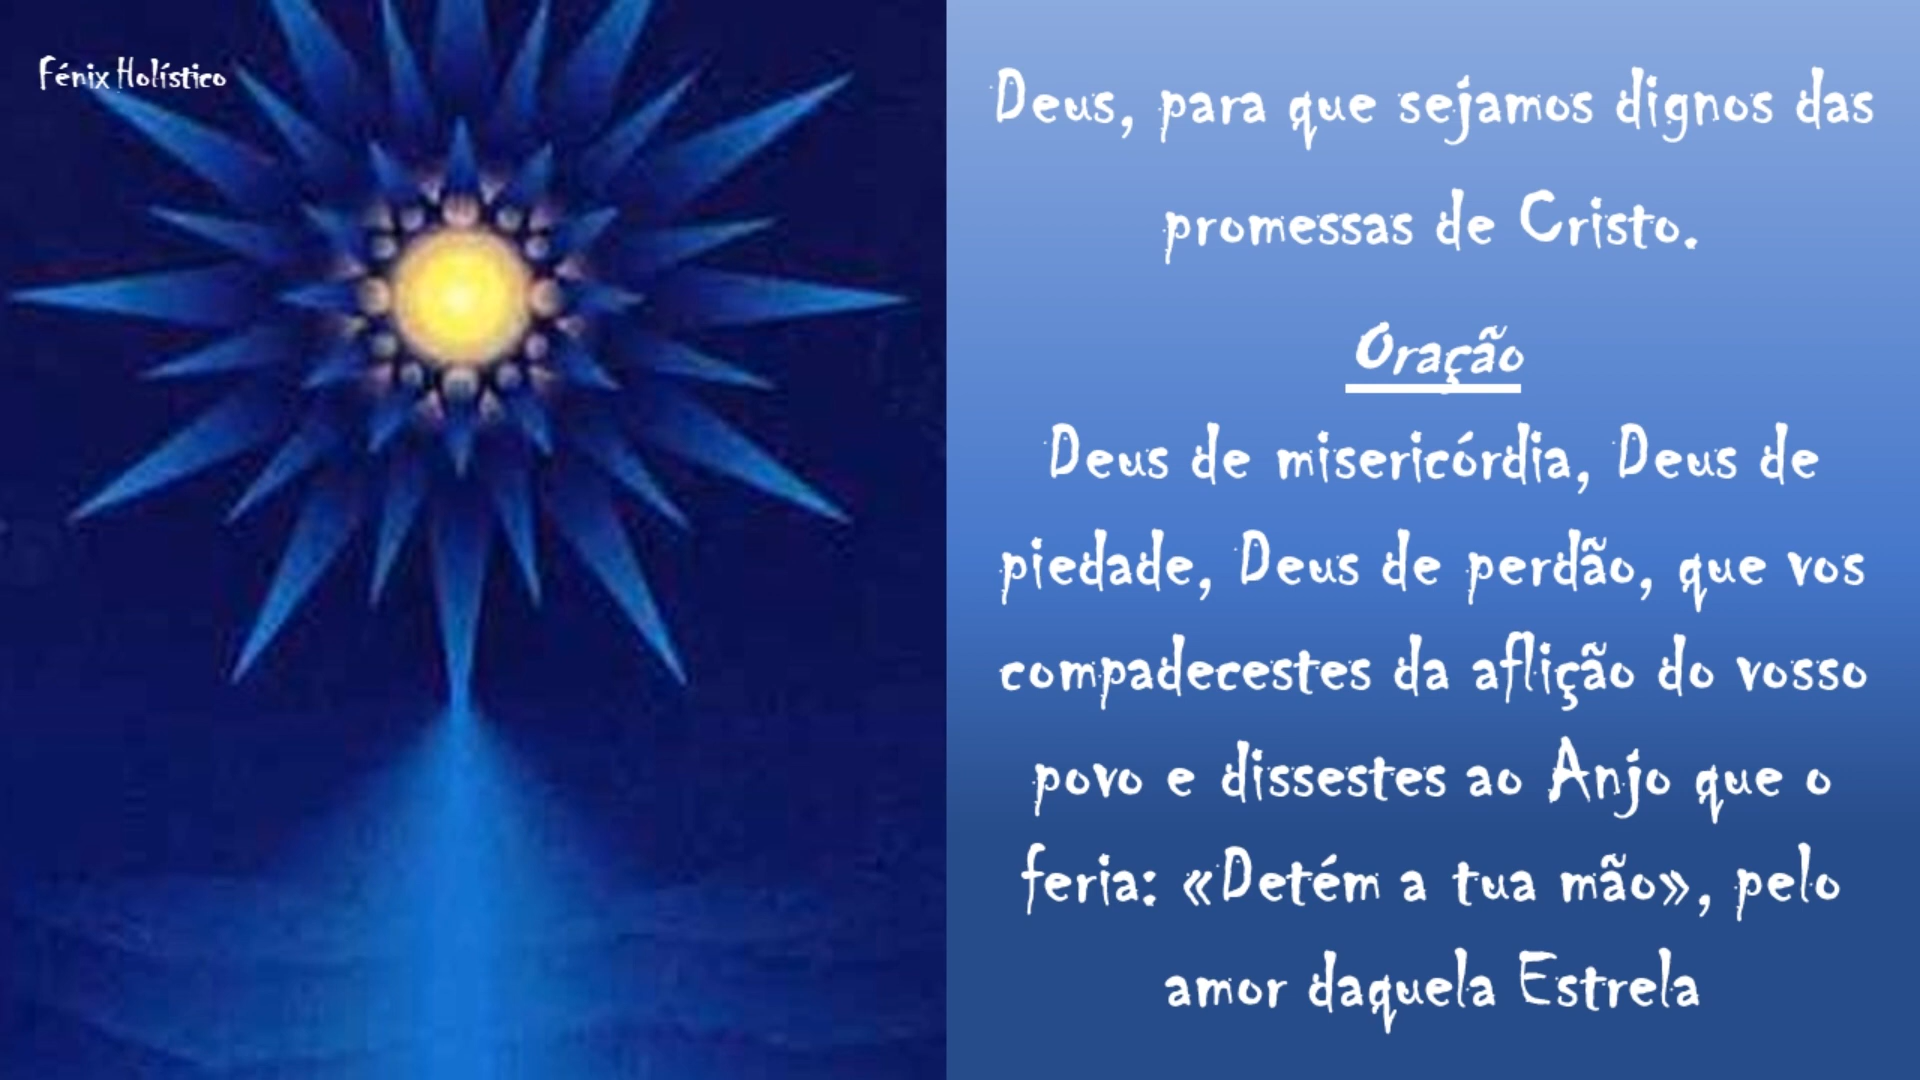 Fénix Holístico
Deus, para que sejamos dignos das
promessas de Cristo.
Oração
Deus de misericórdia, Deus de
piedade, Deus de perdão, que vos
compadecestes da aflição do vosso
povo e dissestes ao Anjo que o
feria: «Detém a tua mão», pelo
amor daquela Estrela